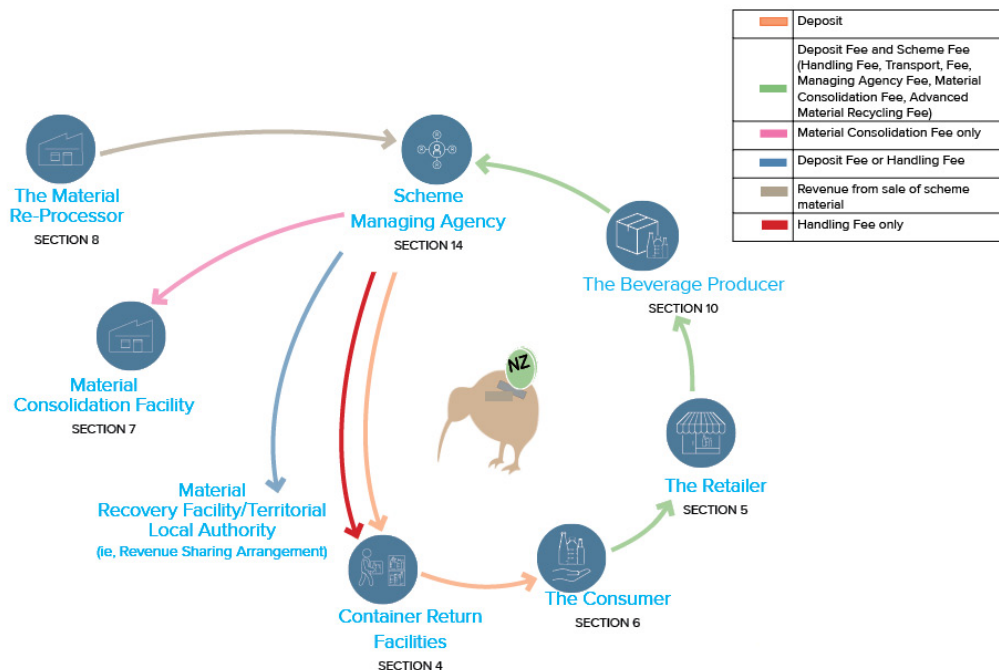 Deposit
Deposit Fee and Scheme Fee
(Handling Fee, Transport, Fee,
Managing Agency Fee, Material
Consolidation Fee, Advanced
Material Recycling Fee)
Material Consolidation Fee only
Deposit Fee or Handling Fee
Revenue from sale of scheme
material
Handling Fee only
The Material
Re-Processor
SECTION 8
Scheme
Managing Agency
SECTION 14
The Beverage Producer
SECTION 10
Material
Consolidation Facility
SECTION 7
NZ
The Retailer
SECTION 5
Material
Recovery Facility/Territorial
Local Authority
(ie, Revenue Sharing Arrangement)
The Consumer
SECTION 6
Container Return
Facilities
SECTION 4